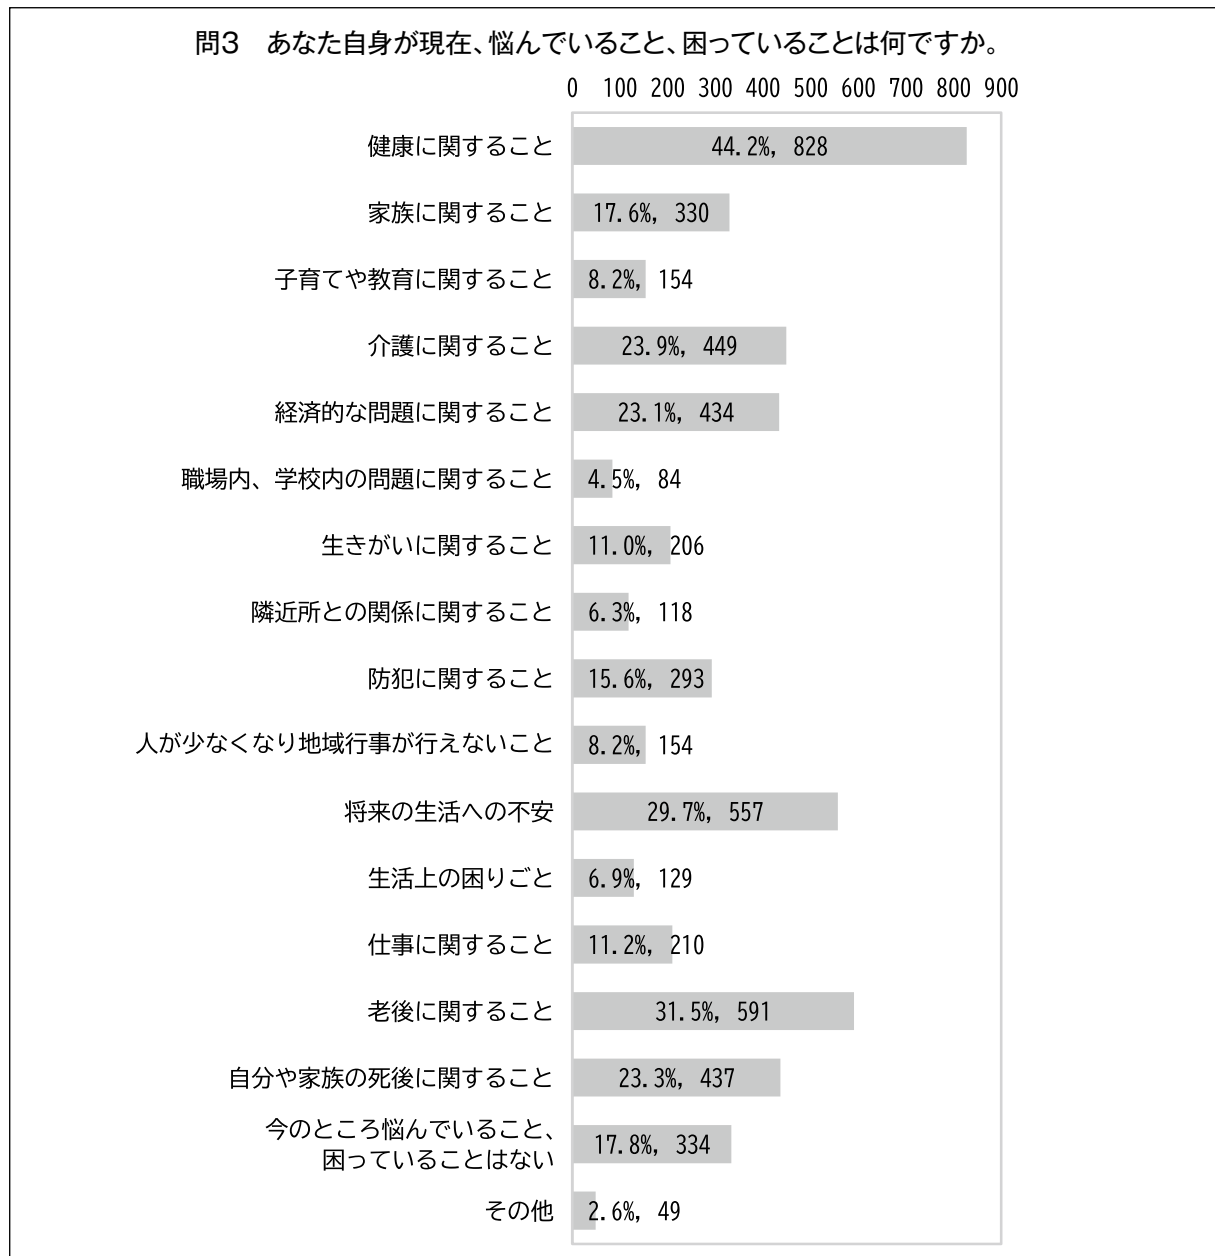 問3 あなた自身が現在、悩んでいること、困っていることは何ですか。
0 100 200 300 400 500 600 700 800 900
健康に関すること 44.2%, 828
家族に関すること 17.6%, 330
子育てや教育に関すること 8.2%, 154
介護に関すること 23.9%, 449
経済的な問題に関すること 23.1%, 434
職場内、学校内の問題に関すること 4.5%, 84
生きがいに関すること 11.0%, 206
隣近所との関係に関すること 6.3%, 118
防犯に関すること 15.6%, 293
人が少なくなり地域行事が行えないこと 8.2%, 154
将来の生活への不安 29.7%, 557
生活上の困りごと 6.9%, 129
仕事に関すること 11.2%, 210
老後に関すること 31.5%, 591
自分や家族の死後に関すること 23.3%, 437
今のところ悩んでいること、
困っていることはない 17.8%, 334
その他 2.6%, 49